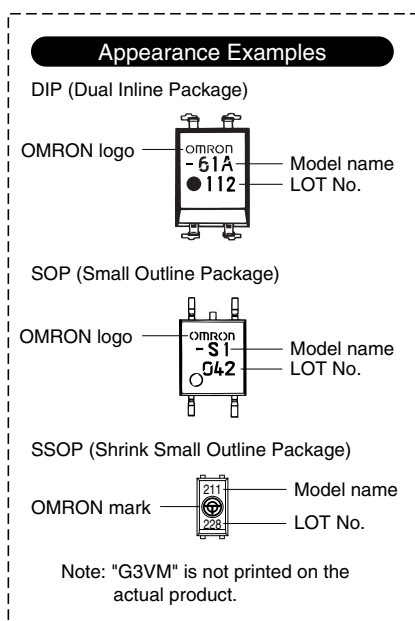 Appearance Examples
DIP (Dual Inline Package)
OMRON logo
OMRON
-61A
Model name
112
LOT No.
SOP (Small Outline Package)
OMRON logo
OMRON
-S1
Model name
042
LOT No.
SSOP (Shrink Small Outline Package)
211
Model name
OMRON mark
228
LOT No.
Note: "G3VM" is not printed on the
actual product.